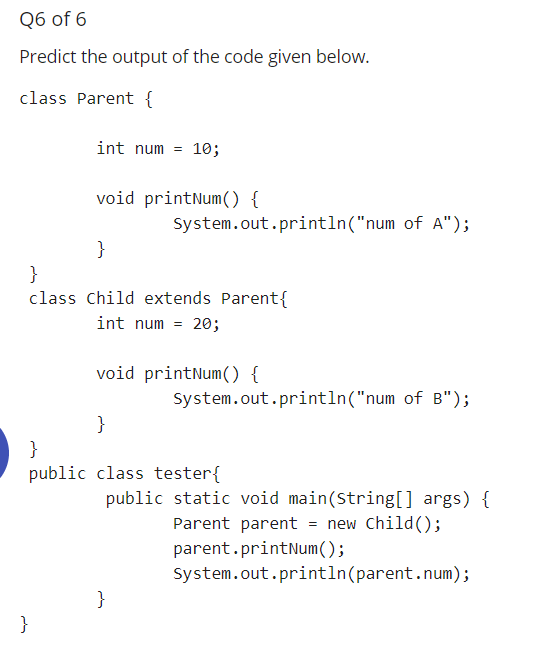 Q6 of 6
Predict the output of the code given below.
class Parent {
int num = 10;
void printNum() {
System.out.println("num of A");
}
}
class Child extends Parent{
int num = 20;
void printNum() {
System.out.println("num of B");
}
}
public class tester{
public static void main(String[] args) {
Parent parent = new Child();
parent.printNum();
System.out.println(parent.num);
}
}